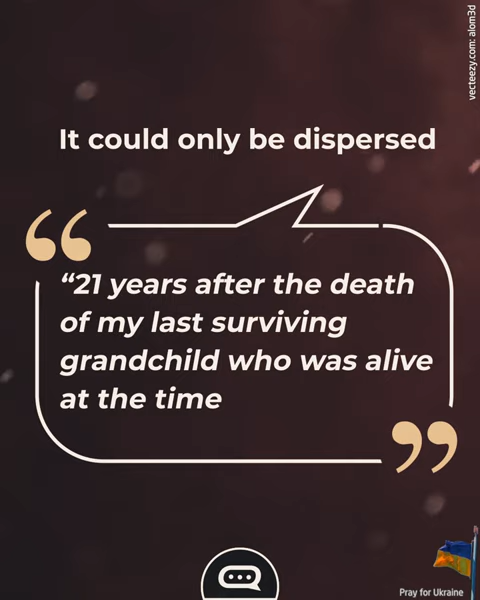 vecteezy.com: alom3d
It could only be dispersed
“21 years after the death
of my last surviving
grandchild who was alive
at the time
Pray for Ukraine